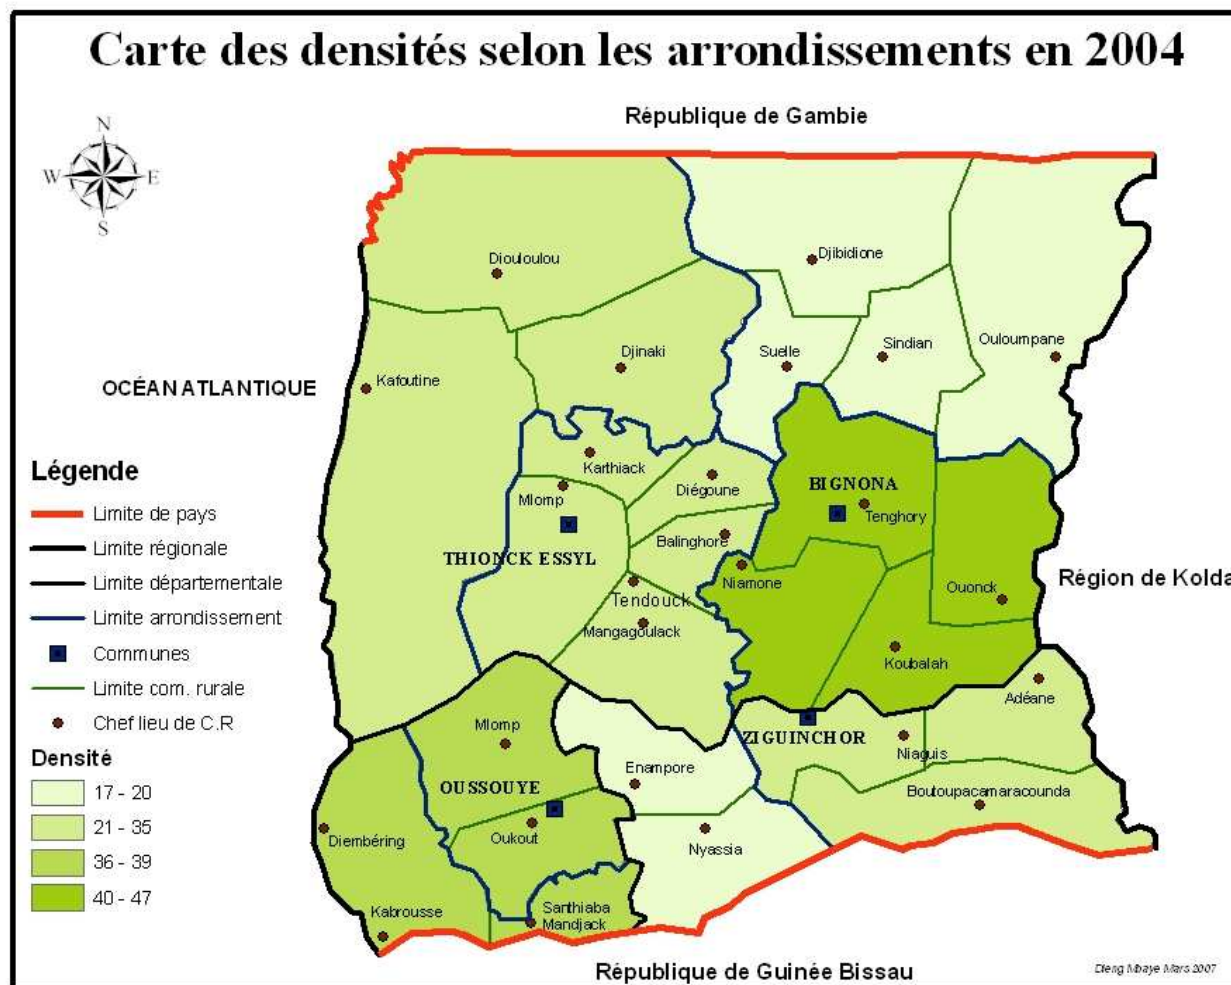 Carte des densités selon les arrondissements en 2004
République de Gambie
N
W
E
S
Diouloulou
Djibidione
Djinaki
Suelle
Sindian
Ouloumpane
OCÉAN ATLANTIQUE
Kafoutine
Karthiack
Mlomp
Diégoune
BIGNONA
Tenghory
THIONCK ESSYL
Balinghore
Niamone
Tendouck
Mangagoulack
Ouonck
Région de Kolda
Koubalah
Adéane
Mlomp
ZIGUINCHOR
Niaguis
Enampore
OUSSOUYE
Boutoupacamaracounda
Diembéring
Oukout
Nyassia
Kabrousse
Santhiaba
Mandjack
République de Guinée Bissau
Légende
Limite de pays
Limite régionale
Limite départementale
Limite arrondissement
Communes
Limite com. rurale
Chef lieu de C.R
Densité
17 - 20
21 - 35
36 - 39
40 - 47
Dieng Mbaye Mars 2007